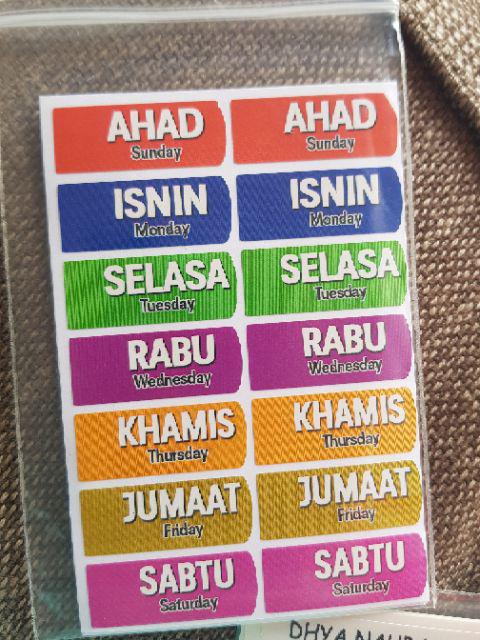 AHAD
Sunday
AHAD
Sunday
ISNIN
Monday
ISNIN
Monday
SELASA
Tuesday
SELASA
Tuesday
RABU
Wednesday
RABU
Wednesday
KHAMIS
Thursday
KHAMIS
Thursday
JUMAAT
Friday
JUMAAT
Friday
SABTU
Saturday
SABTU
Saturday
DHYA